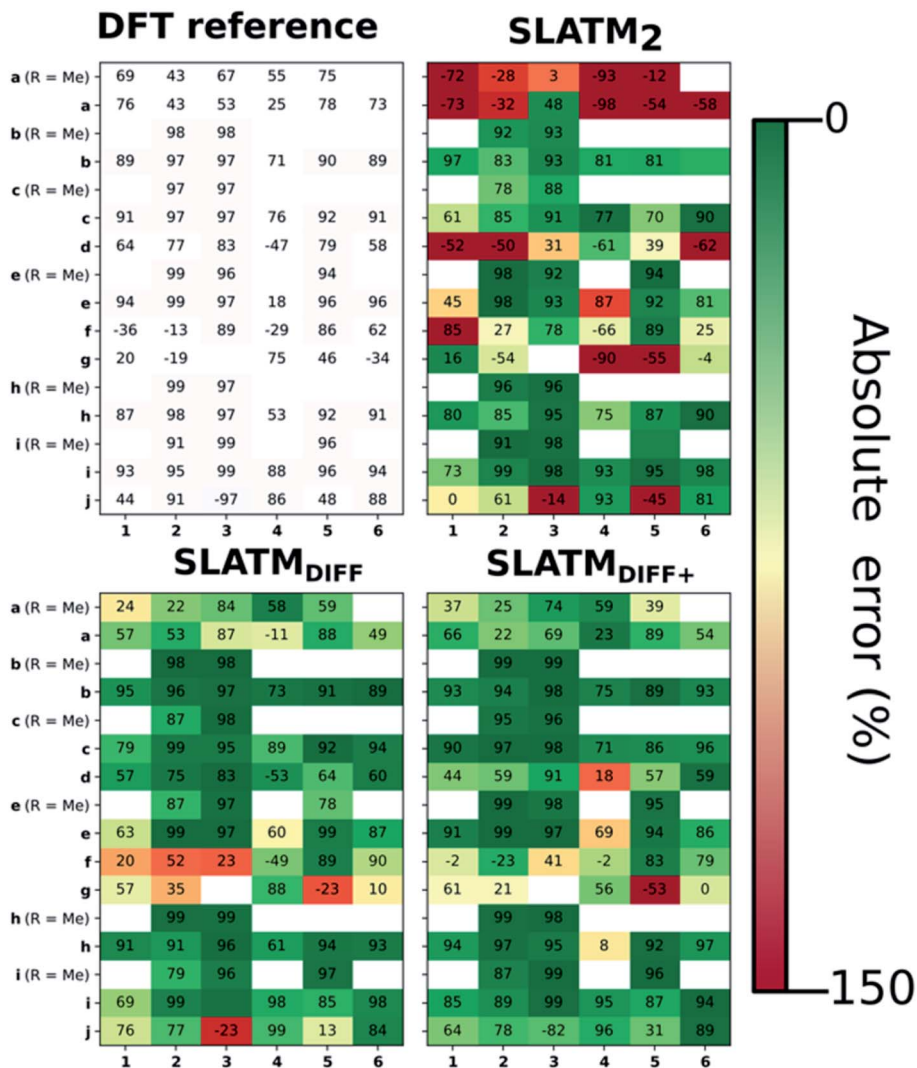 DFT reference
SLATM2
a (R = Me) 69 43 67 55 75 -72 -28 3 -93 -12
a 76 43 53 25 78 73 -73 -32 48 -98 -54 -58
b (R = Me) 98 98 92 93
b 89 97 97 71 90 89 97 83 93 81 81
c (R = Me) 97 97 78 88
c 91 97 97 76 92 91 61 85 91 77 70 90
d 64 77 83 -47 79 58 -52 -50 31 -61 39 -62
e (R = Me) 99 96 94 98 92 94
e 94 99 97 18 96 96 45 98 93 87 92 81
f -36 -13 89 -29 86 62 85 27 78 -66 89 25
g 20 -19 75 46 -34 16 -54 -90 -55 -4
h (R = Me) 99 97 96 96
h 87 98 97 53 92 91 80 85 95 75 87 90
i (R = Me) 91 99 96 91 98
i 93 95 99 88 96 94 73 99 98 93 95 98
j 44 91 -97 86 48 88 0 61 -14 93 -45 81
1 2 3 4 5 6 1 2 3 4 5 6
SLATMDIFF
SLATMDIFF+
a (R = Me) 24 22 84 58 59 37 25 74 59 39
a 57 53 87 -11 88 49 66 22 69 23 89 54
b (R = Me) 98 98 99 99
b 95 96 97 73 91 89 93 94 98 75 89 93
c (R = Me) 87 98 95 96
c 79 99 95 89 92 94 90 97 98 71 86 96
d 57 75 83 -53 64 60 44 59 91 18 57 59
e (R = Me) 87 97 78 99 98 95
e 63 99 97 60 99 87 91 99 97 69 94 86
f 20 52 23 -49 89 90 -2 -23 41 -2 83 79
g 57 35 88 -23 10 61 21 56 -53 0
h (R = Me) 99 99 99 98
h 91 91 96 61 94 93 94 97 95 8 92 97
i (R = Me) 79 96 97 87 99 96
i 69 99 98 85 98 85 89 99 95 87 94
j 76 77 -23 99 13 84 64 78 -82 96 31 89
1 2 3 4 5 6 1 2 3 4 5 6
0
Absolute error (%)
150